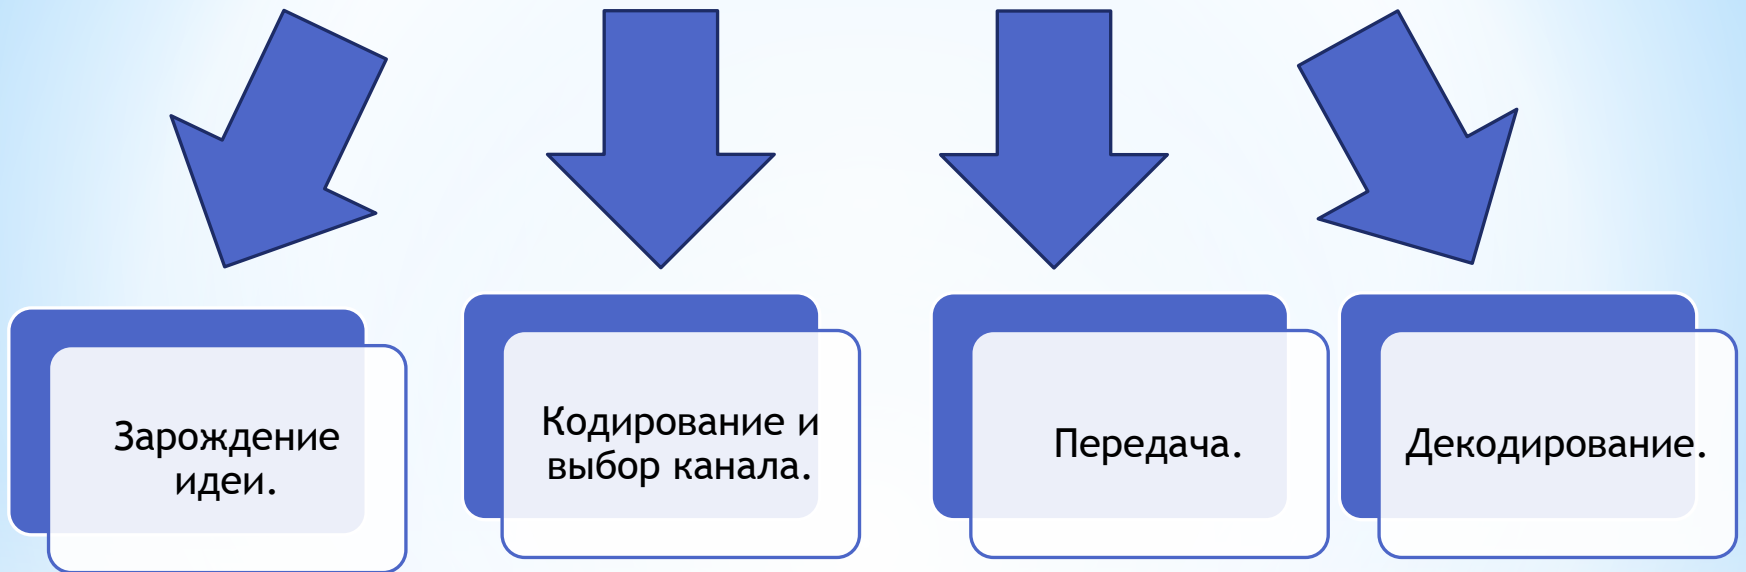 Зарождение
идеи.
Кодирование и
выбор канала.
Передача.
Декодирование.